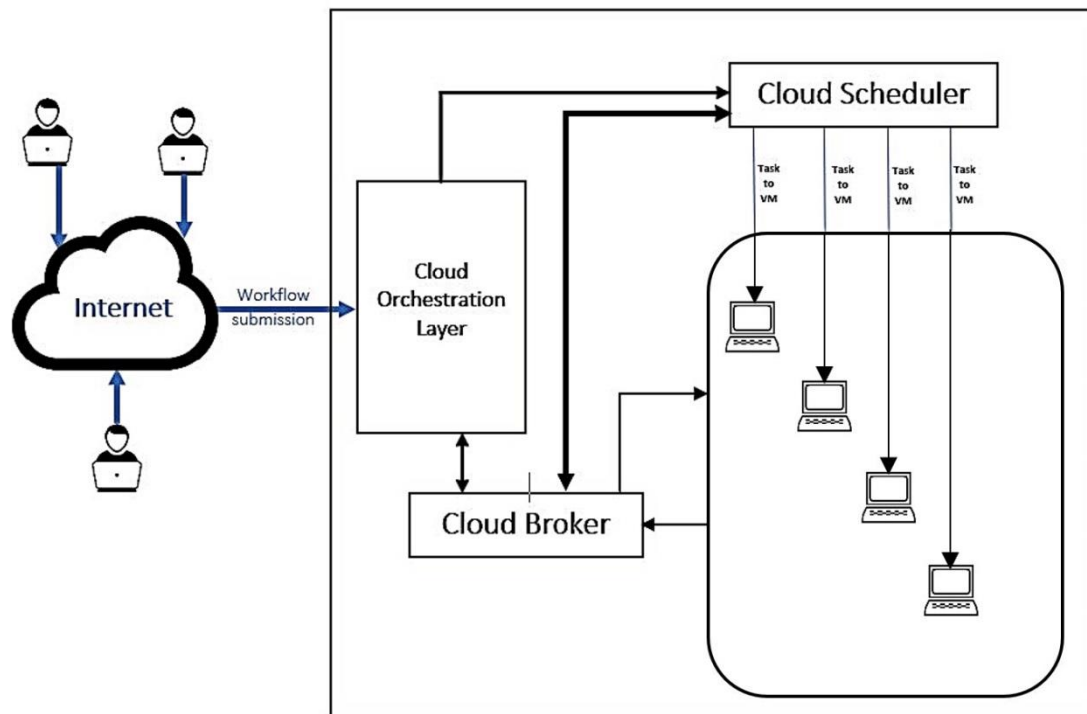 Cloud Scheduler
Task
to
VM
Task
to
VM
Task
to
VM
Task
to
VM
Internet
Workflow
submission
Cloud
Orchestration
Layer
Cloud Broker